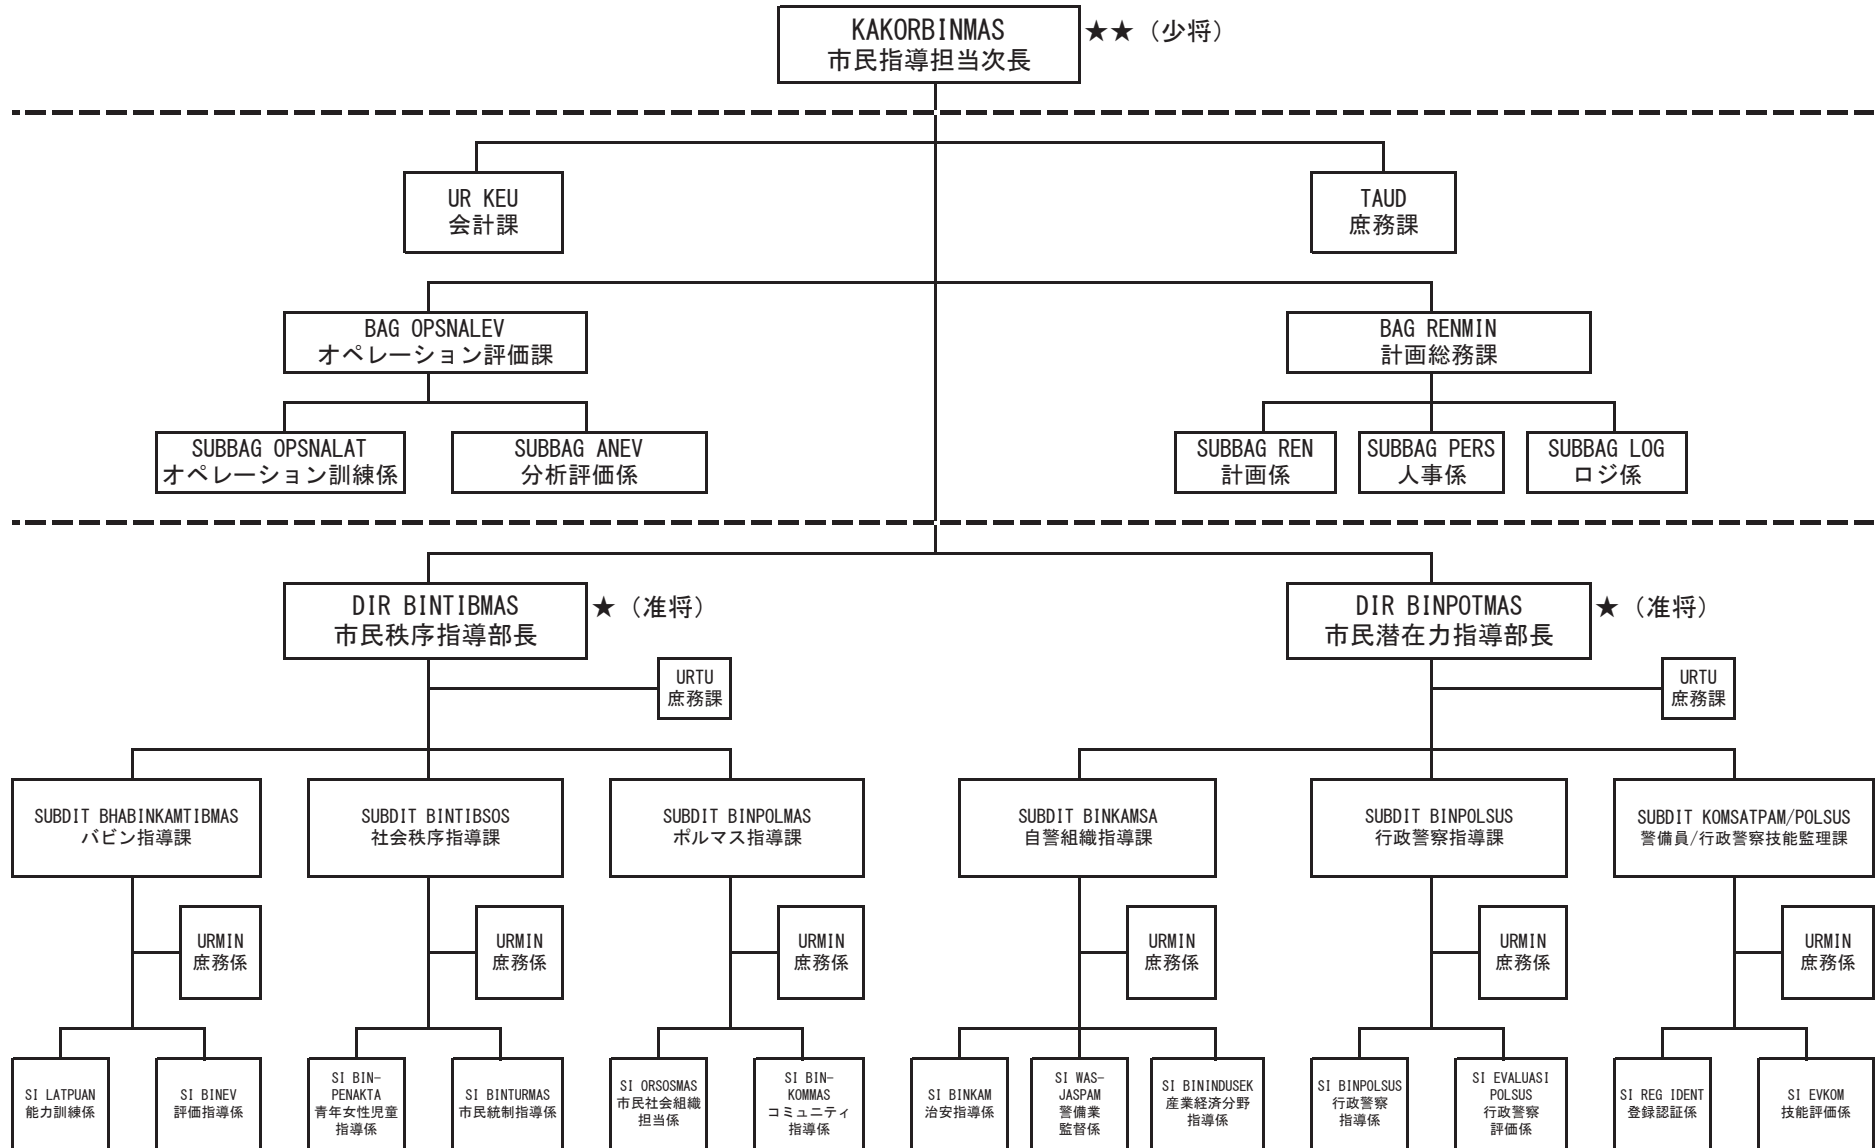 KAKORBINMAS
市民指導担当次長
★★（少将）
UR KEU
会計課
TAUD
庶務課
BAG OPSNALEV
オペレーション評価課
BAG RENMIN
計画総務課
SUBBAG OPSNALAT
オペレーション訓練係
SUBBAG ANEV
分析評価係
SUBBAG REN
計画係
SUBBAG PERS
人事係
SUBBAG LOG
ロジ係
DIR BINTIBMAS
市民秩序指導部長
★（准将）
DIR BINPOTMAS
市民潜在力指導部長
★（准将）
URTU
庶務課
URTU
庶務課
SUBDIT BHABINKAMTIBMAS
バビン指導課
SUBDIT BINTIBSOS
社会秩序指導課
SUBDIT BINPOLMAS
ポルマス指導課
SUBDIT BINKAMSA
自警組織指導課
SUBDIT BINPOLSUS
行政警察指導課
SUBDIT KOMSATPAM/POLSUS
警備員/行政警察技能監理課
URMIN
庶務係
URMIN
庶務係
URMIN
庶務係
URMIN
庶務係
URMIN
庶務係
URMIN
庶務係
SI LATPUAN
能力訓練係
SI BINEV
評価指導係
SI BIN-
PENAKTA
青年女性児童
指導係
SI BINTURMAS
市民統制指導係
SI ORSOSMAS
市民社会組織
担当係
SI BIN-
KOMMAS
コミュニティ
指導係
SI BINKAM
治安指導係
SI WAS-
JASPAM
警備業
監督係
SI BININDUSEK
産業経済分野
指導係
SI BINPOLSUS
行政警察
指導係
SI EVALUASI
POLSUS
行政警察
評価係
SI REG IDENT
登録認証係
SI EVKOM
技能評価係